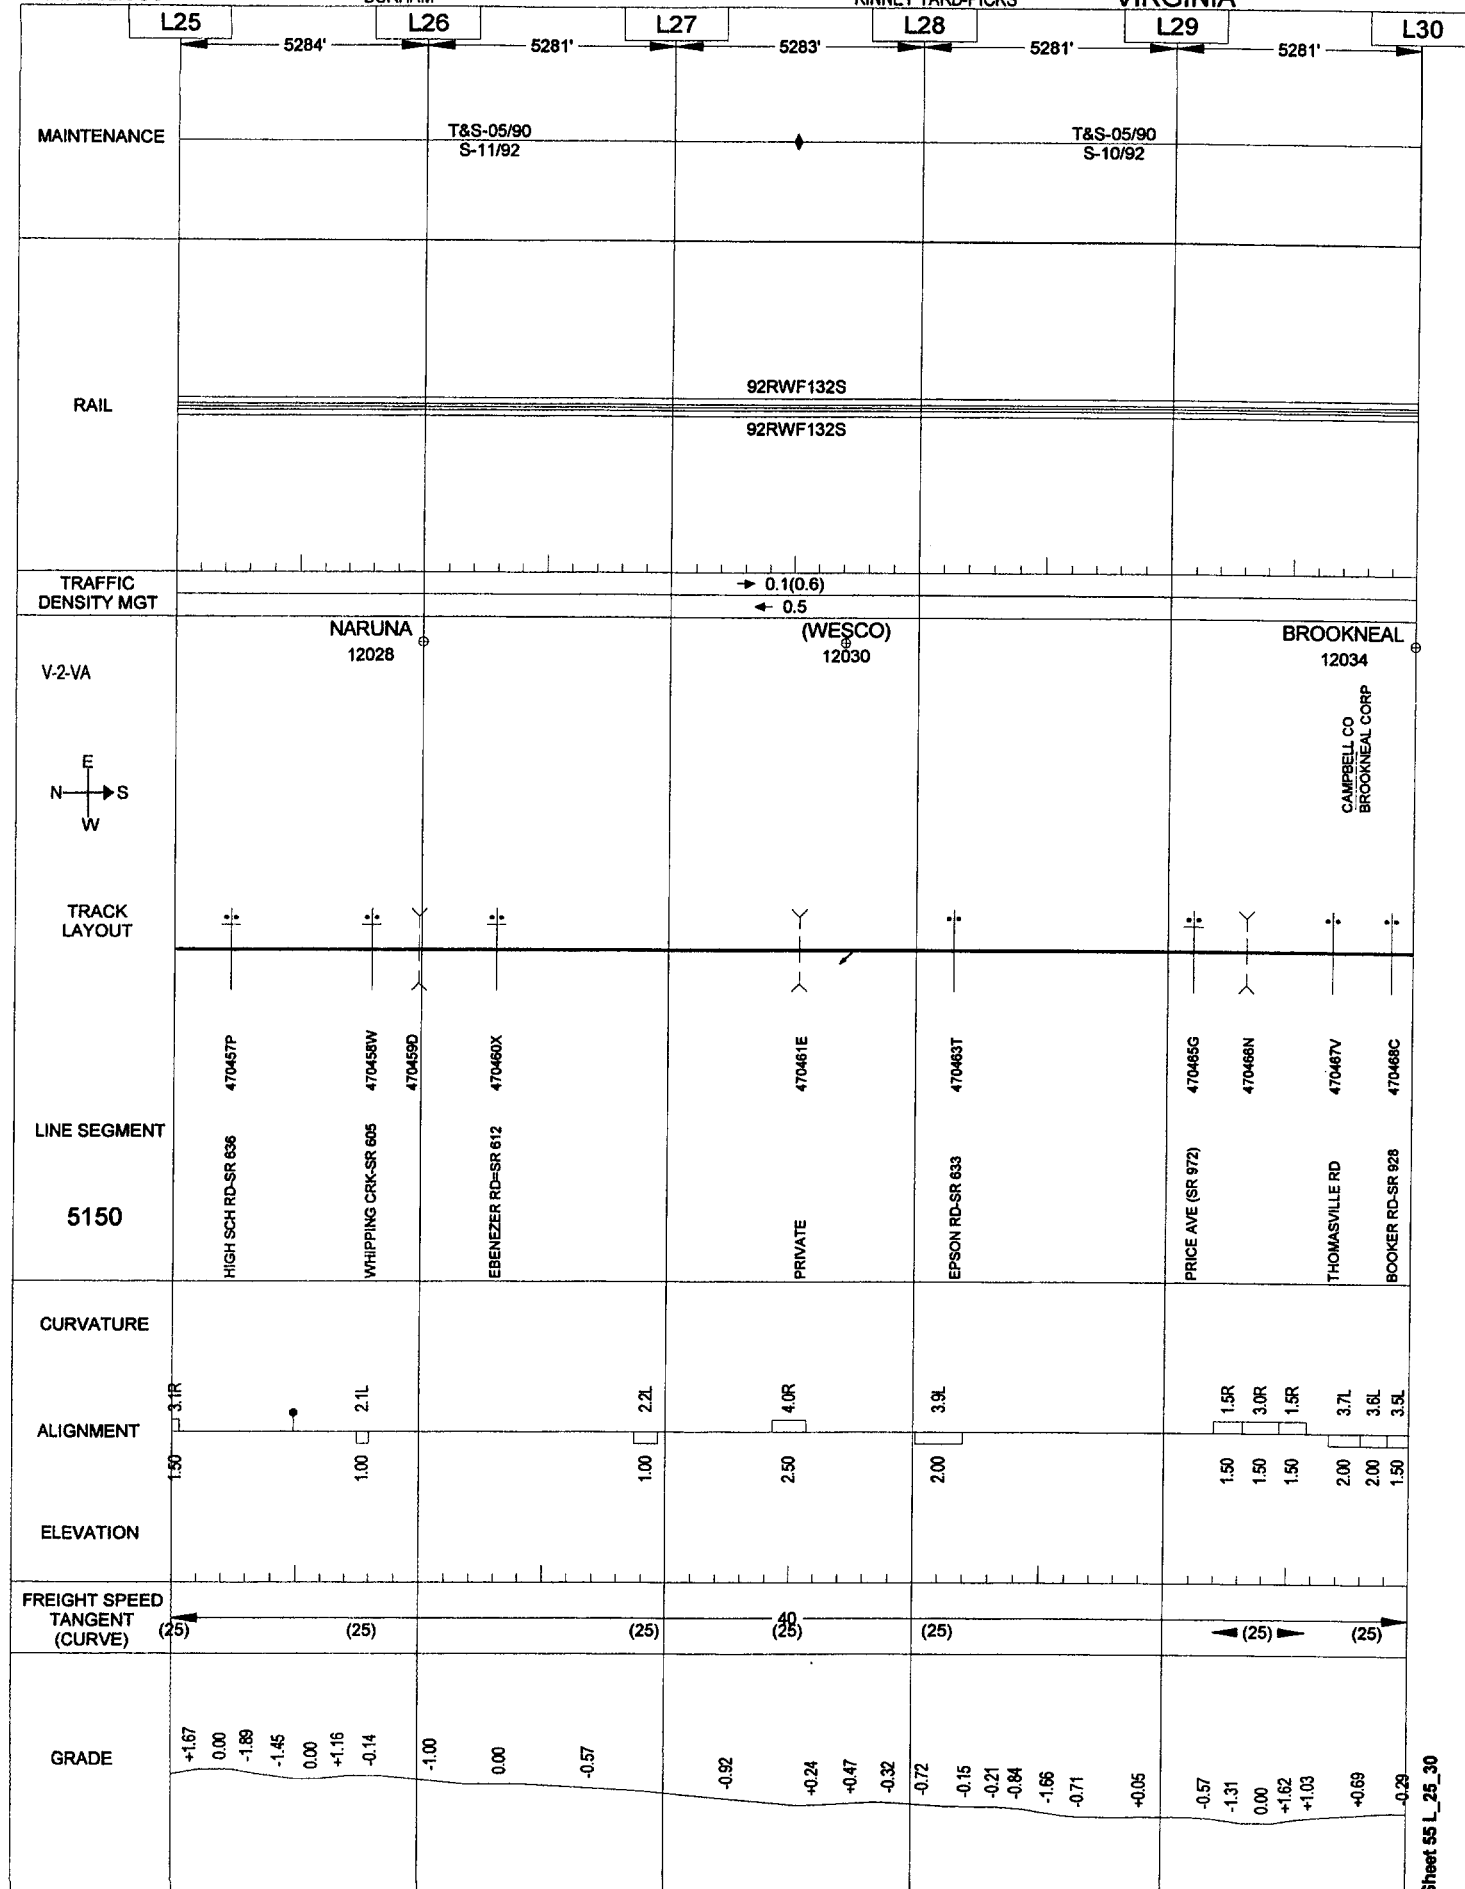 VIRGINIA
L25 L26 L27 L28 L29 L30
5284' 5281' 5283' 5281' 5281'
MAINTENANCE
T&S-05/90 T&S-05/90
S-11/92 S-10/92
RAIL
92RWF132S
92RWF132S
TRAFFIC
DENSITY MGT
0.1(0.6)
0.5
NARUNA (WESCO) BROOKNEAL
12028 12030 12034
V-2-VA
CAMPBELL CO
BROOKNEAL CORP
E
N S
W
TRACK
LAYOUT
470457P 470458W 470459D 470460X 470461E 470463T 470465G 470466N 470467V 470468C
LINE SEGMENT
5150
HIGH SCH RD-SR 636
WHIPPING CRK-SR 605
EBENEZER RD=SR 612
PRIVATE
EPSON RD-SR 633
PRICE AVE (SR 972)
THOMASVILLE RD
BOOKER RD-SR 928
CURVATURE
3.1R 2.1L 2.2L 4.0R 3.9L 1.5R 3.0R 1.5R 3.7L 3.6L 3.5L
ALIGNMENT
1.50 1.00 1.00 2.50 2.00 1.50 1.50 1.50 2.00 2.00 1.50
ELEVATION
FREIGHT SPEED
TANGENT
(CURVE)
40
(25) (25) (25) (25) (25) (25) (25)
GRADE
+1.67 0.00 -1.89 -1.45 0.00 +1.16 -0.14 -1.00 0.00 -0.57 -0.92 +0.24 +0.47 -0.32 -0.72 -0.15 -0.21 -0.84 -1.66 -0.71 +0.05 -0.57 -1.31 0.00 +1.62 +1.03 +0.69 -0.29
Sheet 55 L_25_30